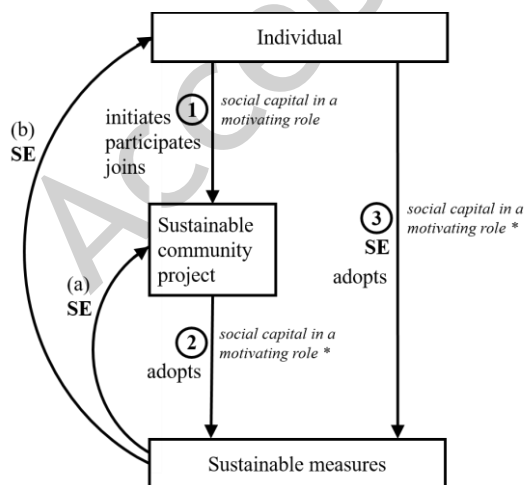 Individual
(b)
SE
1
social capital in a
motivating role
initiates
participates
joins
Sustainable
community
project
(a)
SE
3
SE
adopts
social capital in a
motivating role *
2
adopts
social capital in a
motivating role *
Sustainable measures
Acce